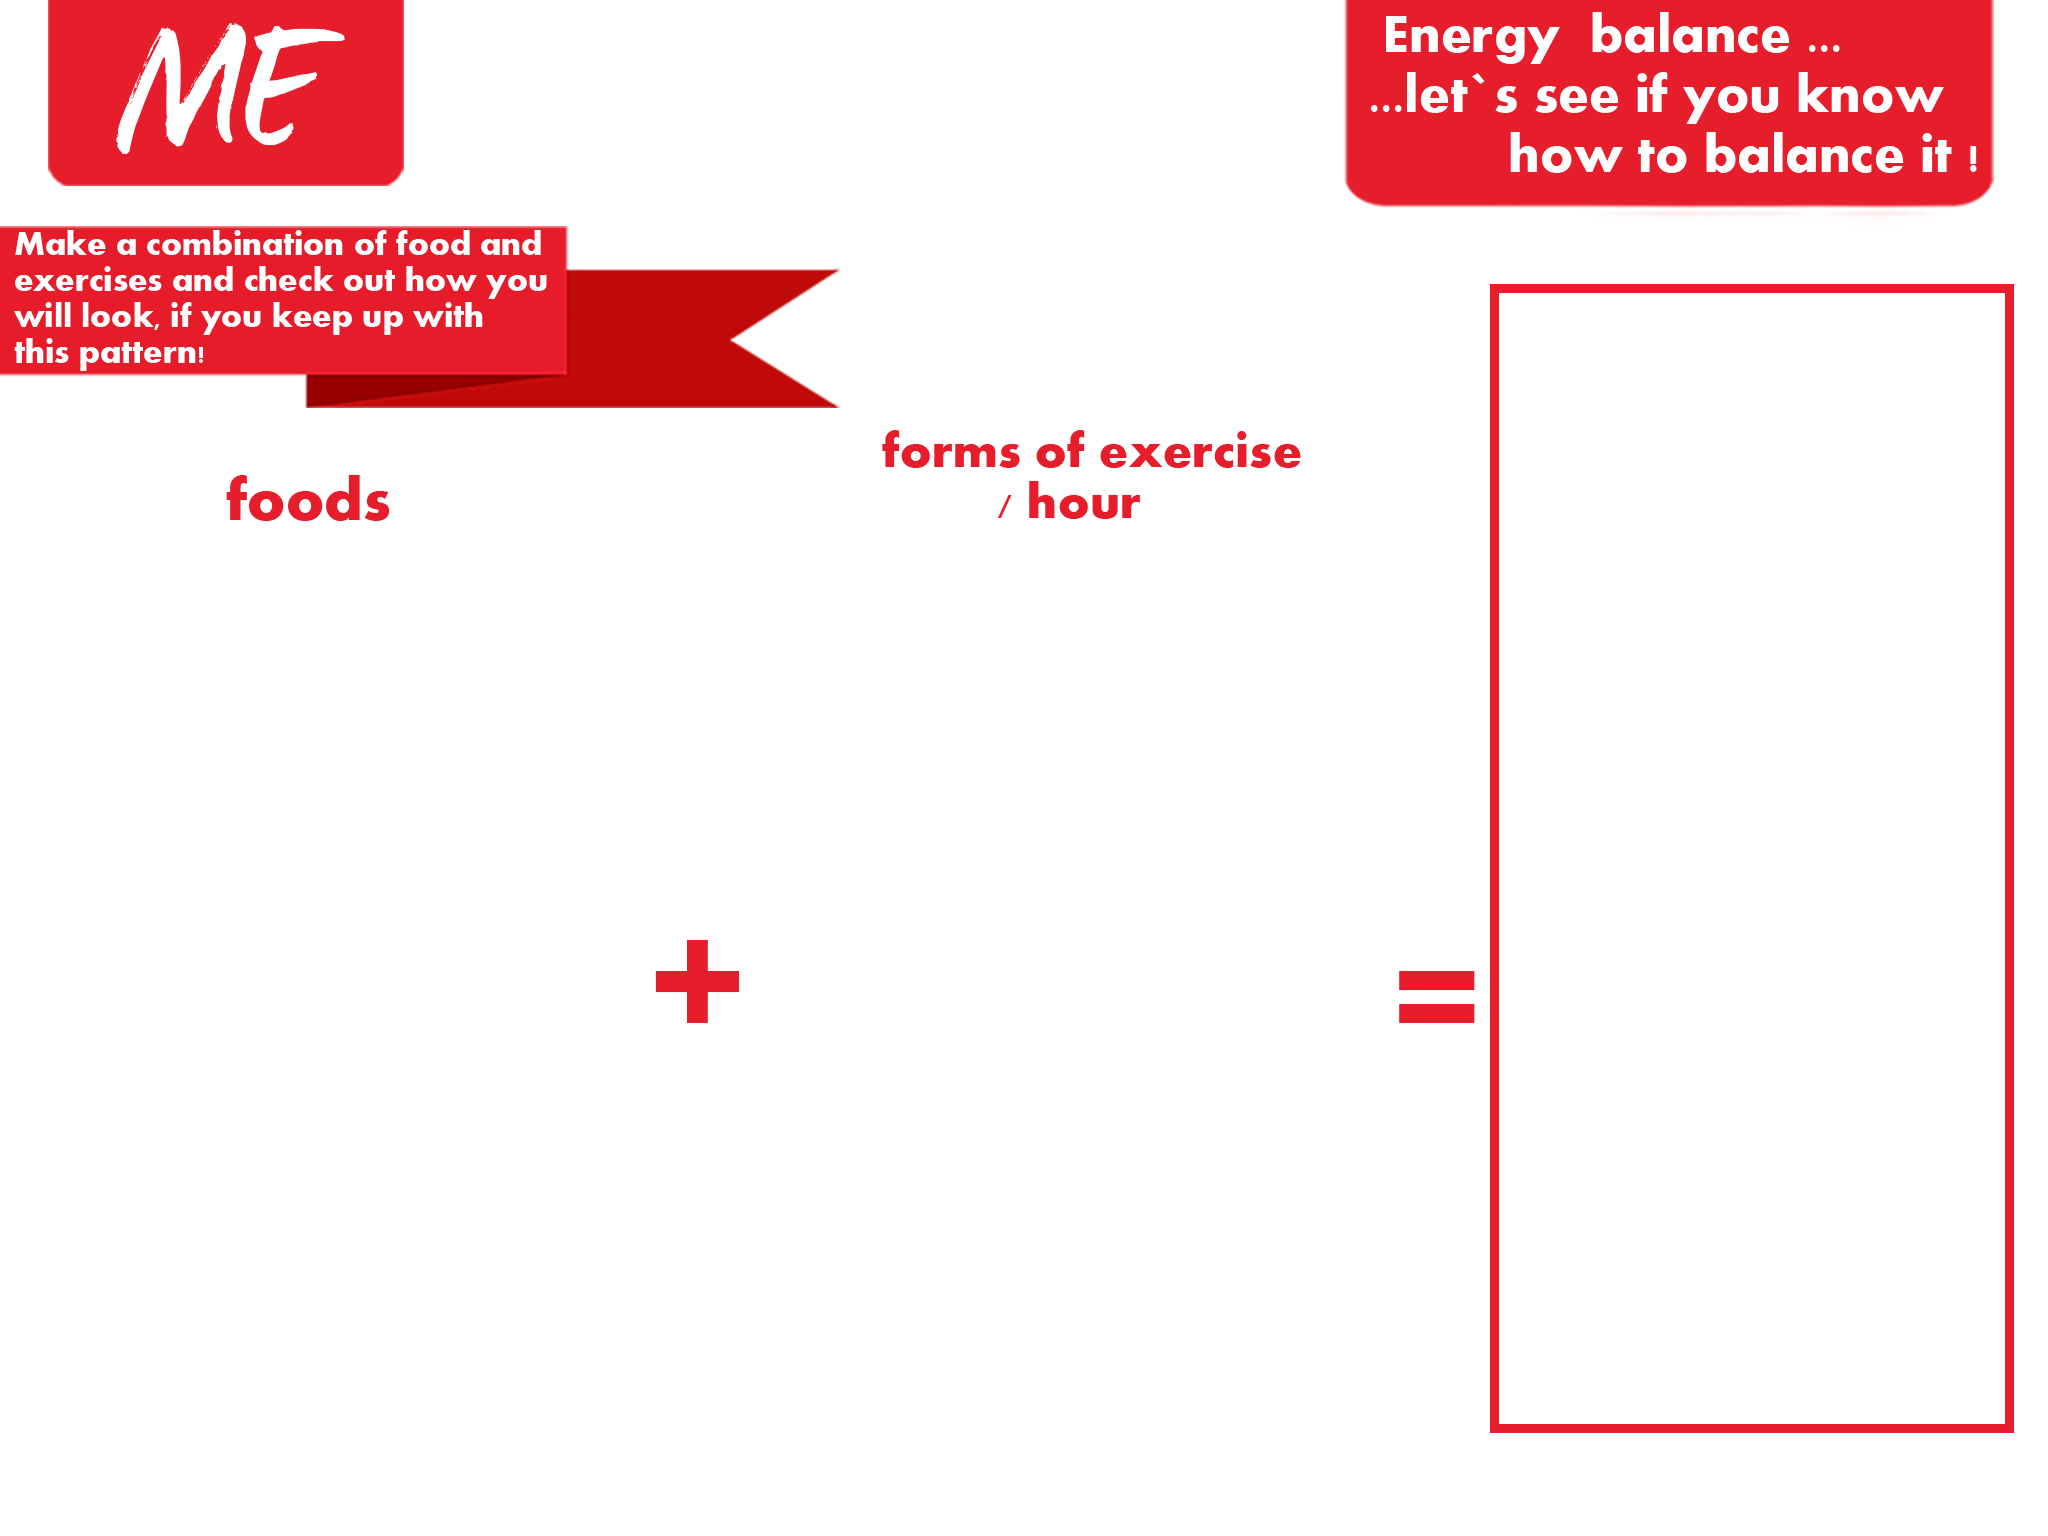 ME
Energy balance ...
...let`s see if you know
how to balance it !
Make a combination of food and
exercises and check out how you
will look, if you keep up with
this pattern!
foods
forms of exercise
/ hour
+
=